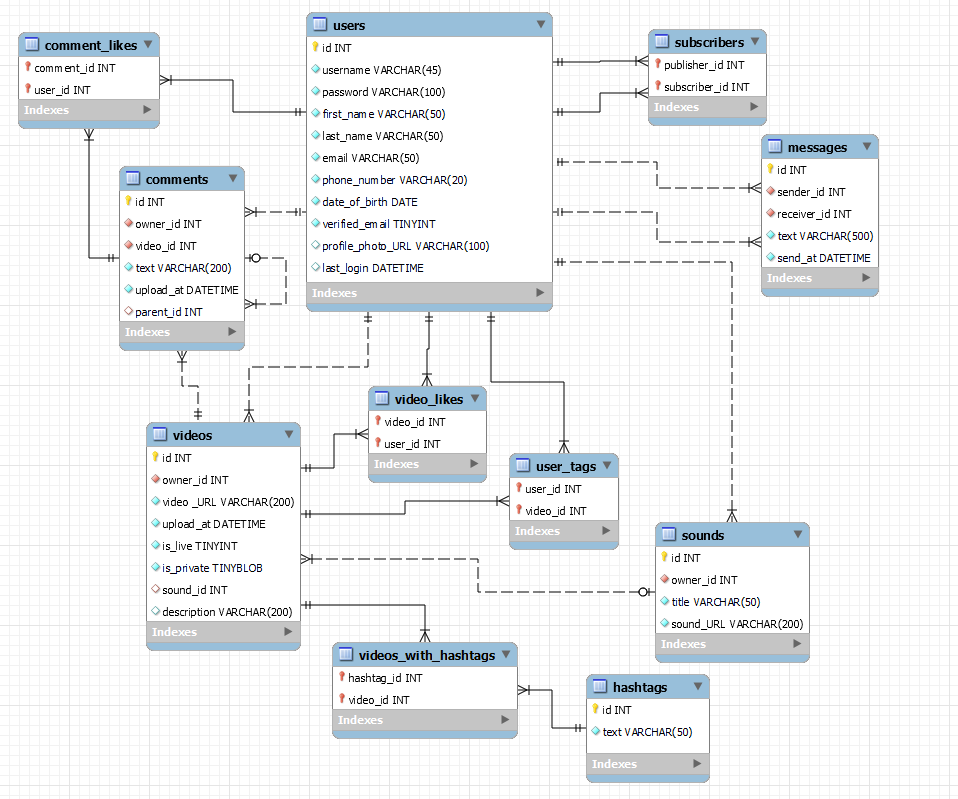 comment_likes
comment_id INT
user_id INT
Indexes
users
id INT
username VARCHAR(45)
password VARCHAR(100)
first_name VARCHAR(50)
last_name VARCHAR(50)
email VARCHAR(50)
phone_number VARCHAR(20)
date_of_birth DATE
verified_email TINYINT
profile_photo_URL VARCHAR(100)
last_login DATETIME
Indexes
subscribers
publisher_id INT
subscriber_id INT
Indexes
messages
id INT
sender_id INT
receiver_id INT
text VARCHAR(500)
send_at DATETIME
Indexes
comments
id INT
owner_id INT
video_id INT
text VARCHAR(200)
upload_at DATETIME
parent_id INT
Indexes
video_likes
video_id INT
user_id INT
Indexes
videos
id INT
owner_id INT
video _URL VARCHAR(200)
upload_at DATETIME
is_live TINYINT
is_private TINYBLOB
sound_id INT
description VARCHAR(200)
Indexes
user_tags
user_id INT
video_id INT
Indexes
sounds
id INT
owner_id INT
title VARCHAR(50)
sound_URL VARCHAR(200)
Indexes
videos_with_hashtags
hashtag_id INT
video_id INT
Indexes
hashtags
id INT
text VARCHAR(50)
Indexes